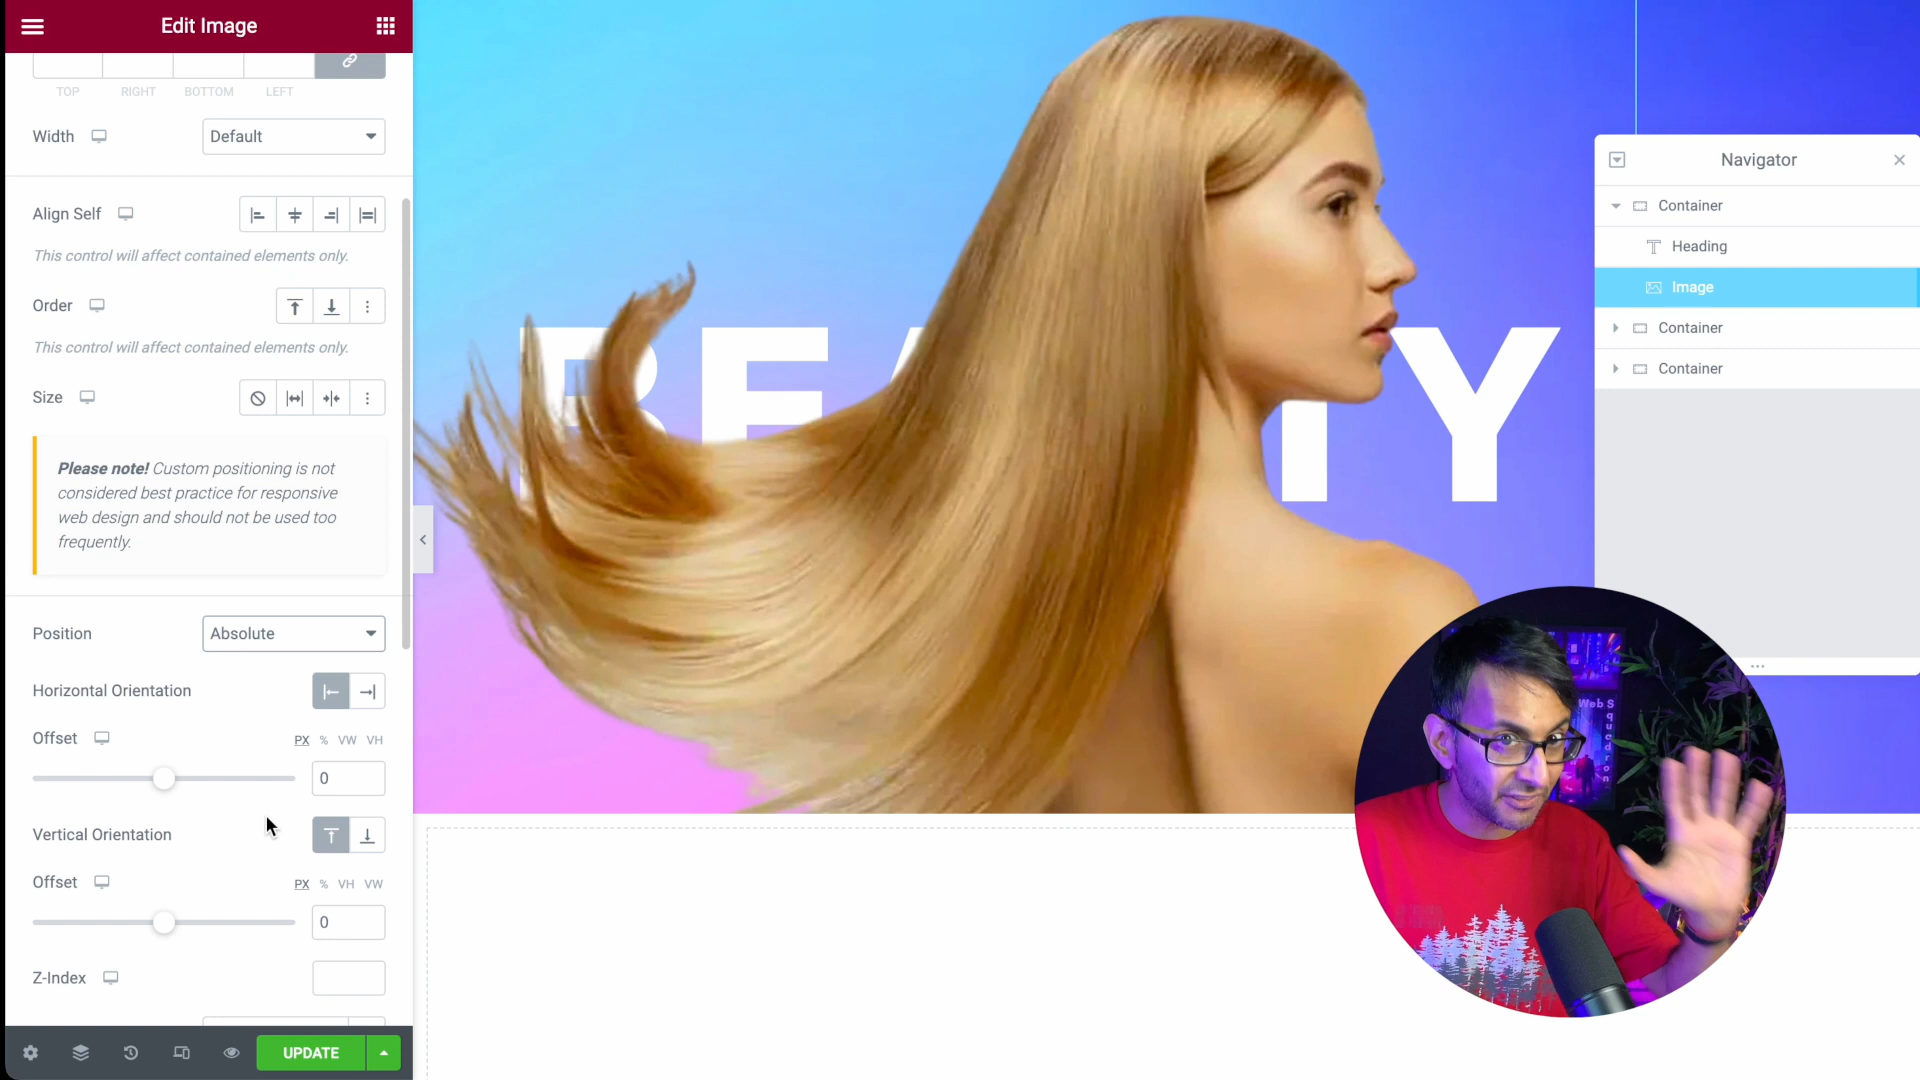 Edit Image
TOP RIGHT BOTTOM LEFT
Width Default
Align Self
This control will affect contained elements only.
Order
This control will affect contained elements only.
Size
Please note! Custom positioning is not
considered best practice for responsive
web design and should not be used too
frequently.
Position Absolute
Horizontal Orientation
Offset PX % VW VH
0
Vertical Orientation
Offset PX % VH VW
0
Z-Index
UPDATE
Navigator
Container
Heading
Image
Container
Container
Web Squadron